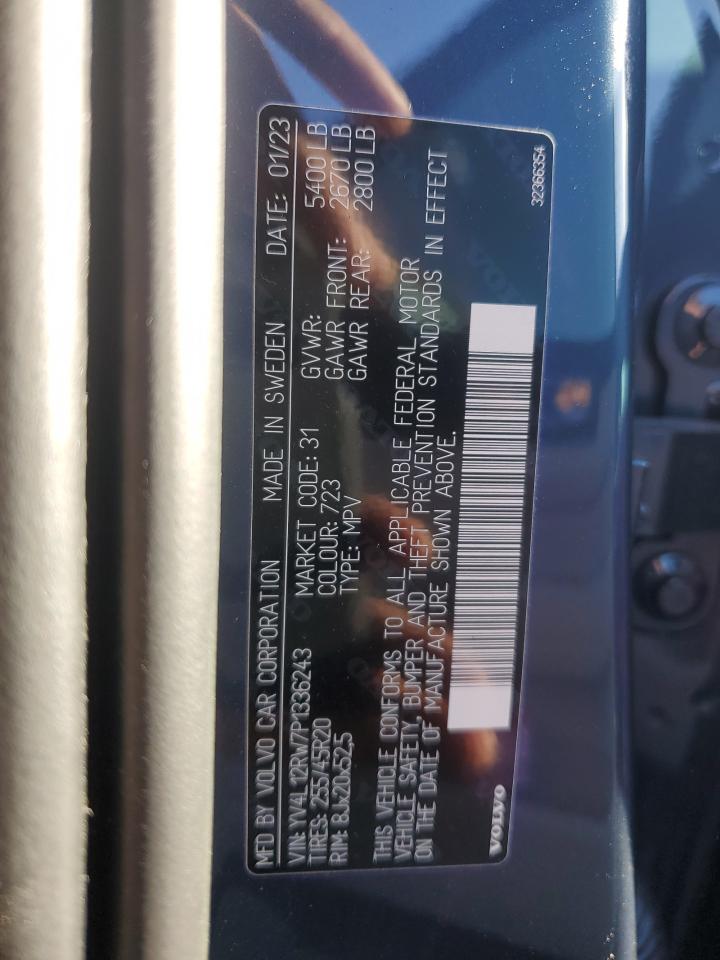 MFD BY VOLVO CAR CORPORATION MADE IN SWEDEN DATE: 01/23
VIN: YV4L12RW7P1336243 MARKET CODE: 31 GVWR: 5400 LB
TIRES: 255/45R20 COLOUR: 723 GAWR FRONT: 2670 LB
RIM: 8Jx20x52,5 TYPE: MPV GAWR REAR: 2800 LB
THIS VEHICLE CONFORMS TO ALL APPLICABLE FEDERAL MOTOR
VEHICLE SAFETY, BUMPER AND THEFT PREVENTION STANDARDS IN EFFECT
ON THE DATE OF MANUFACTURE SHOWN ABOVE.
VOLVO 32366354